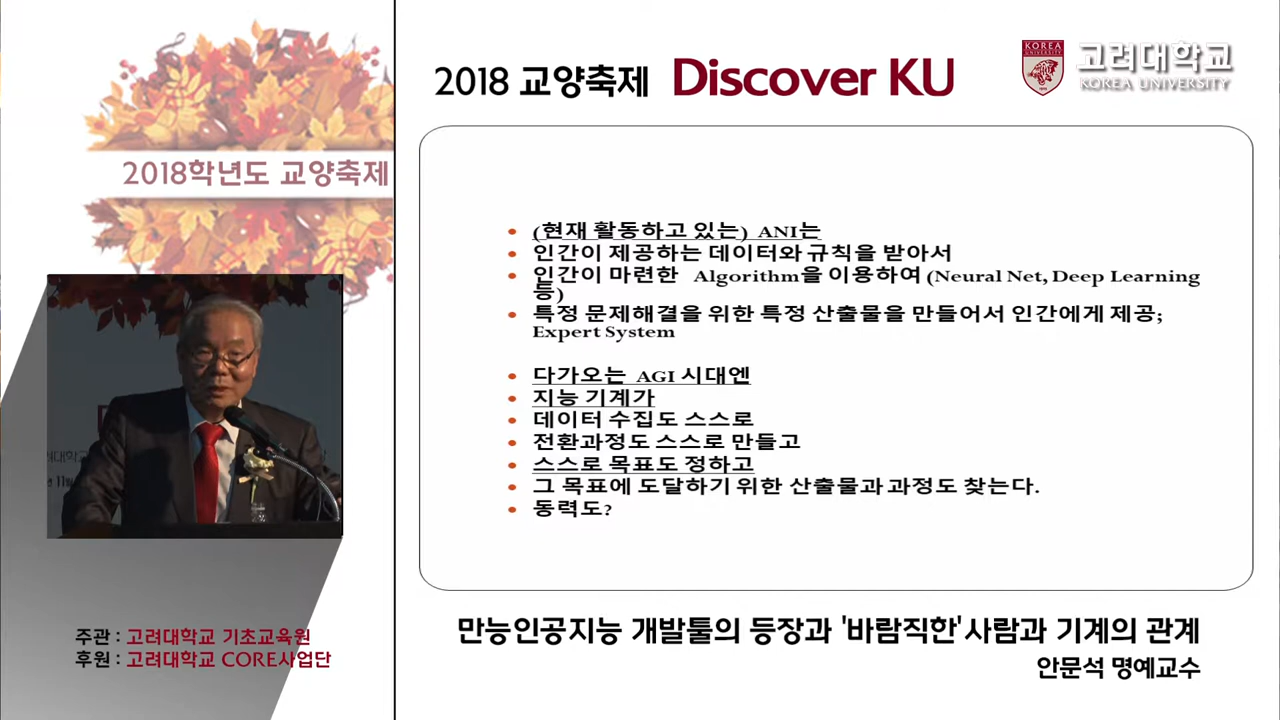 2018학년도 교양축제
주관 : 고려대학교 기초교육원
후원 : 고려대학교 CORE사업단
2018 교양축제 Discover KU
KOREA
UNIVERSITY
고려대학교
KOREA UNIVERSITY
• (현재 활동하고 있는) ANI는
• 인간이 제공하는 데이터와 규칙을 받아서
• 인간이 마련한 Algorithm을 이용하여 (Neural Net, Deep Learning
등)
• 특정 문제해결을 위한 특정 산출물을 만들어서 인간에게 제공;
Expert System
• 다가오는 AGI 시대엔
• 지능 기계가
• 데이터 수집도 스스로
• 전환과정도 스스로 만들고
• 스스로 목표도 정하고
• 그 목표에 도달하기 위한 산출물과 과정도 찾는다.
• 동력도?
만능인공지능 개발툴의 등장과 '바람직한' 사람과 기계의 관계
안문석 명예교수